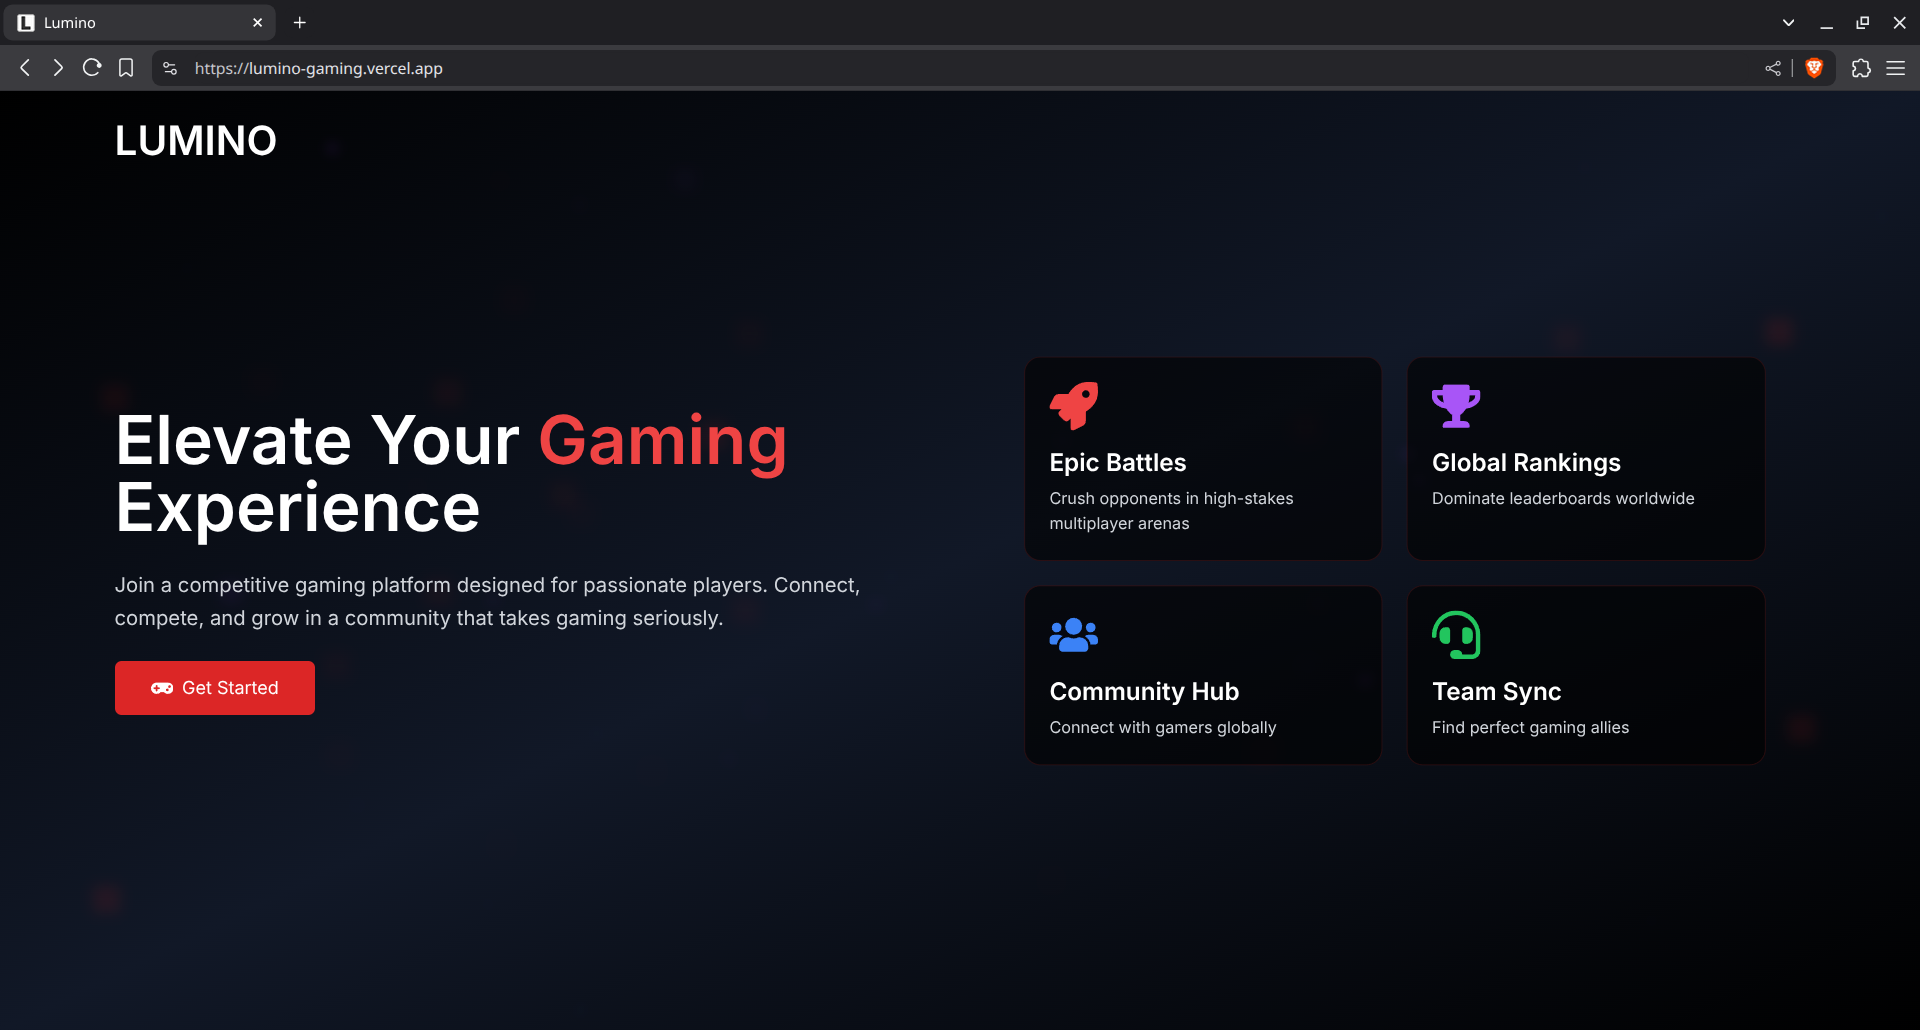 Lumino
https://lumino-gaming.vercel.app
LUMINO
Elevate Your Gaming
Experience
Join a competitive gaming platform designed for passionate players. Connect,
compete, and grow in a community that takes gaming seriously.
Get Started
Epic Battles
Crush opponents in high-stakes
multiplayer arenas
Global Rankings
Dominate leaderboards worldwide
Community Hub
Connect with gamers globally
Team Sync
Find perfect gaming allies